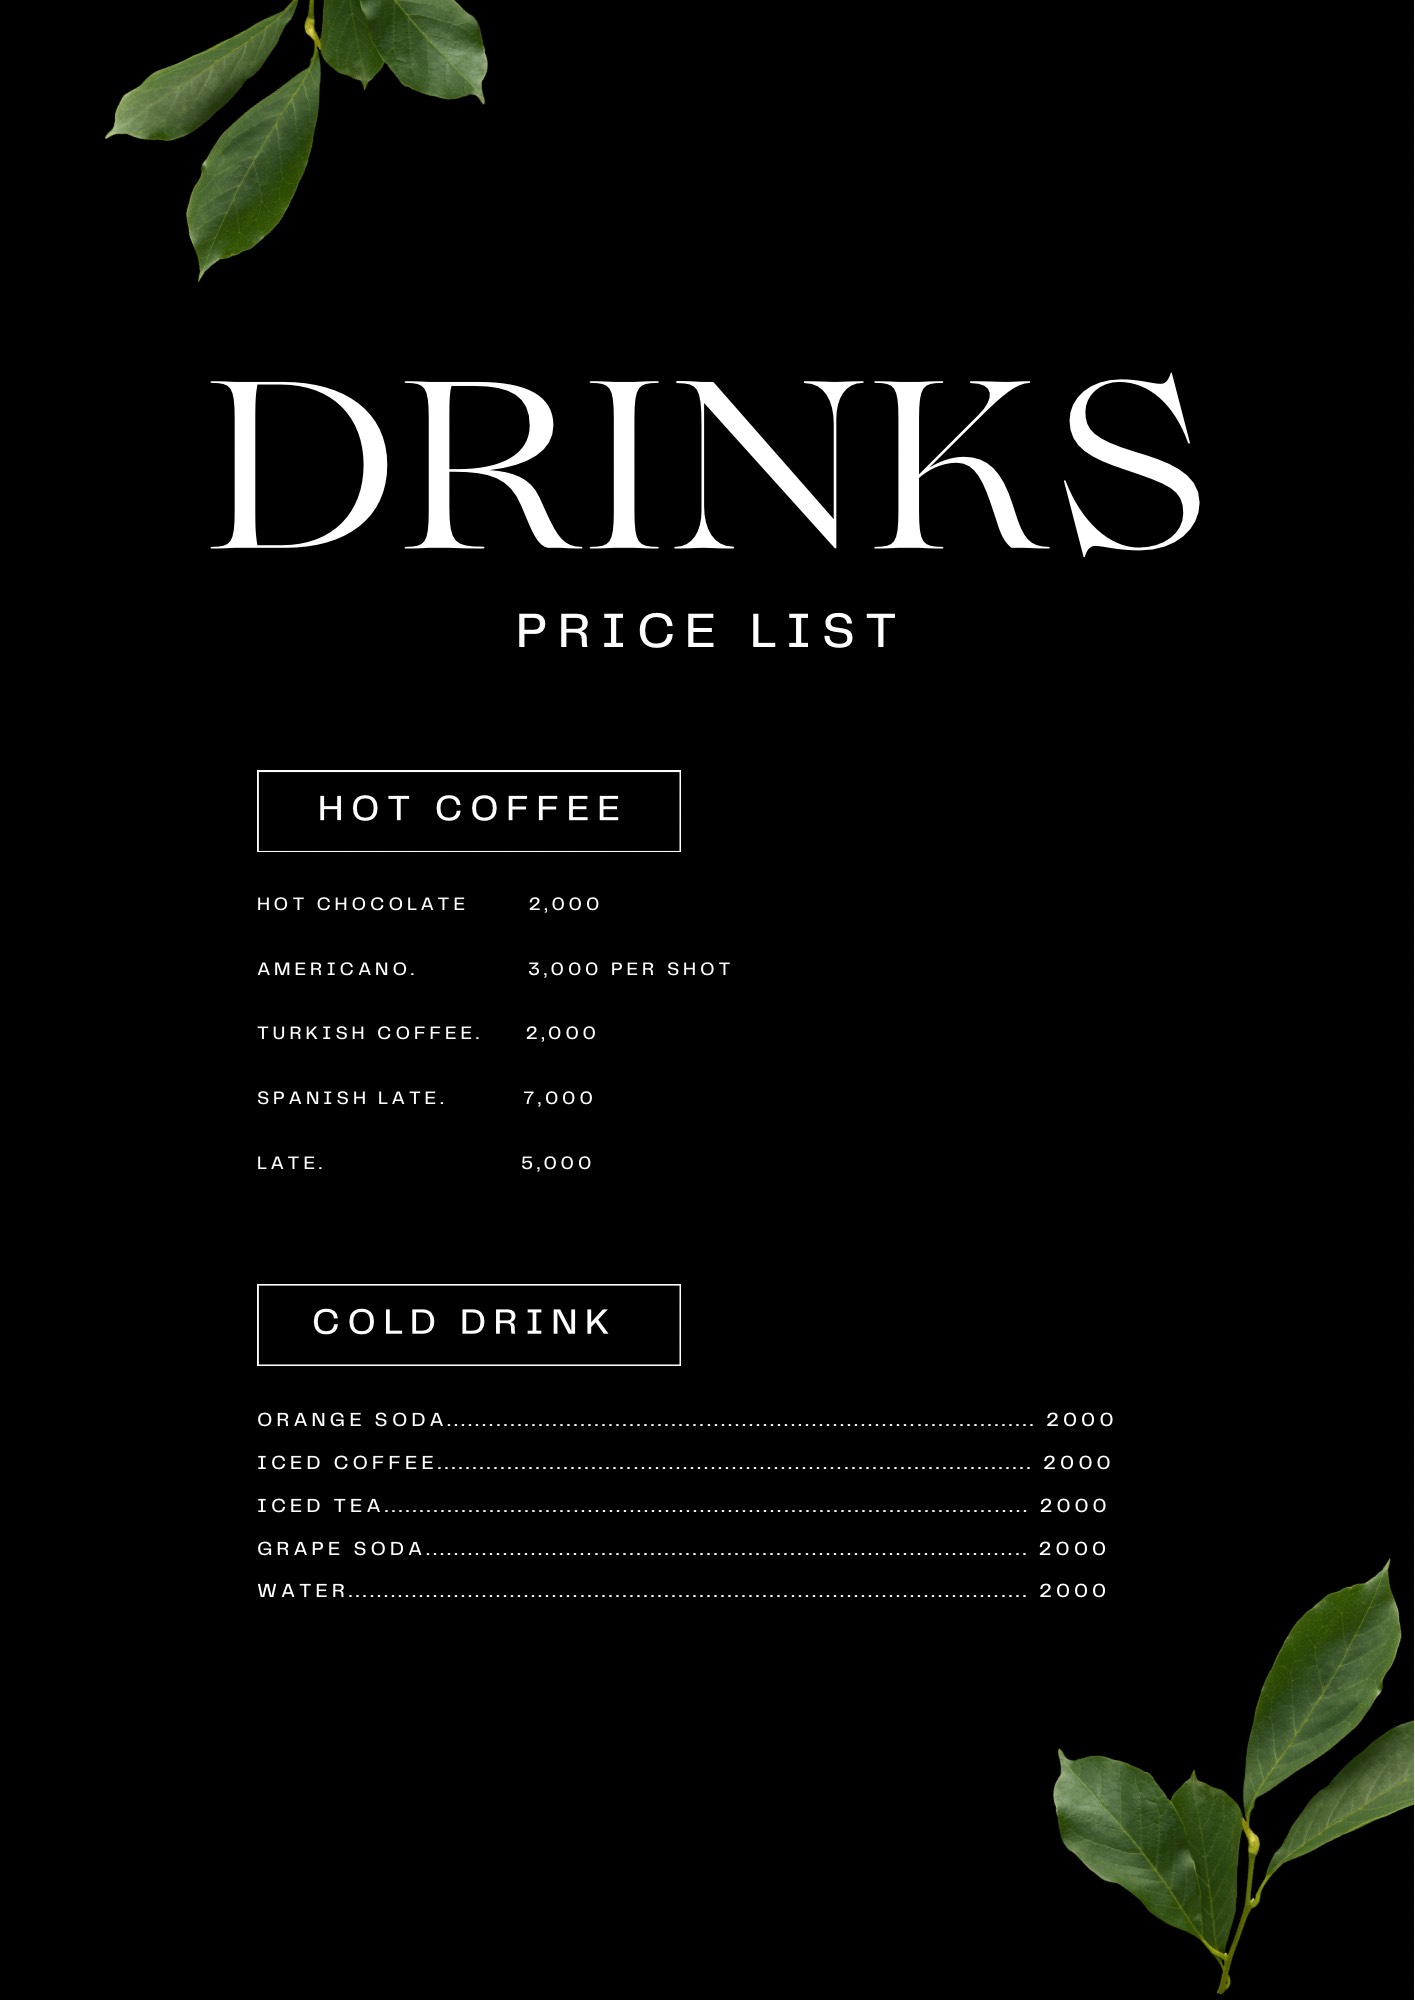 DRINKS
PRICE LIST
HOT COFFEE
HOT CHOCOLATE 2,000
AMERICANO. 3,000 PER SHOT
TURKISH COFFEE. 2,000
SPANISH LATE. 7,000
LATE. 5,000
COLD DRINK
ORANGE SODA.................................................................................... 2000
ICED COFFEE..................................................................................... 2000
ICED TEA............................................................................................ 2000
GRAPE SODA...................................................................................... 2000
WATER................................................................................................. 2000